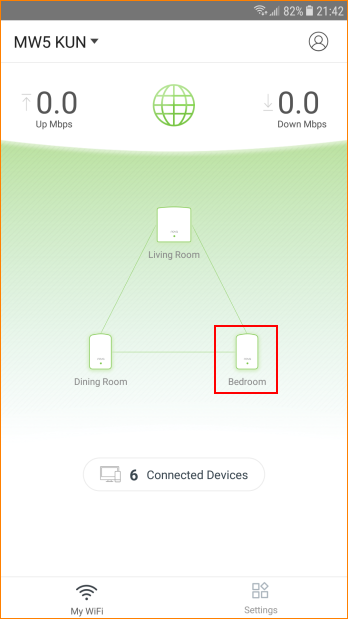 82% 21:42
MW5 KUN
0.0
Up Mbps
0.0
Down Mbps
Living Room
Dining Room
Bedroom
6 Connected Devices
My WiFi
Settings